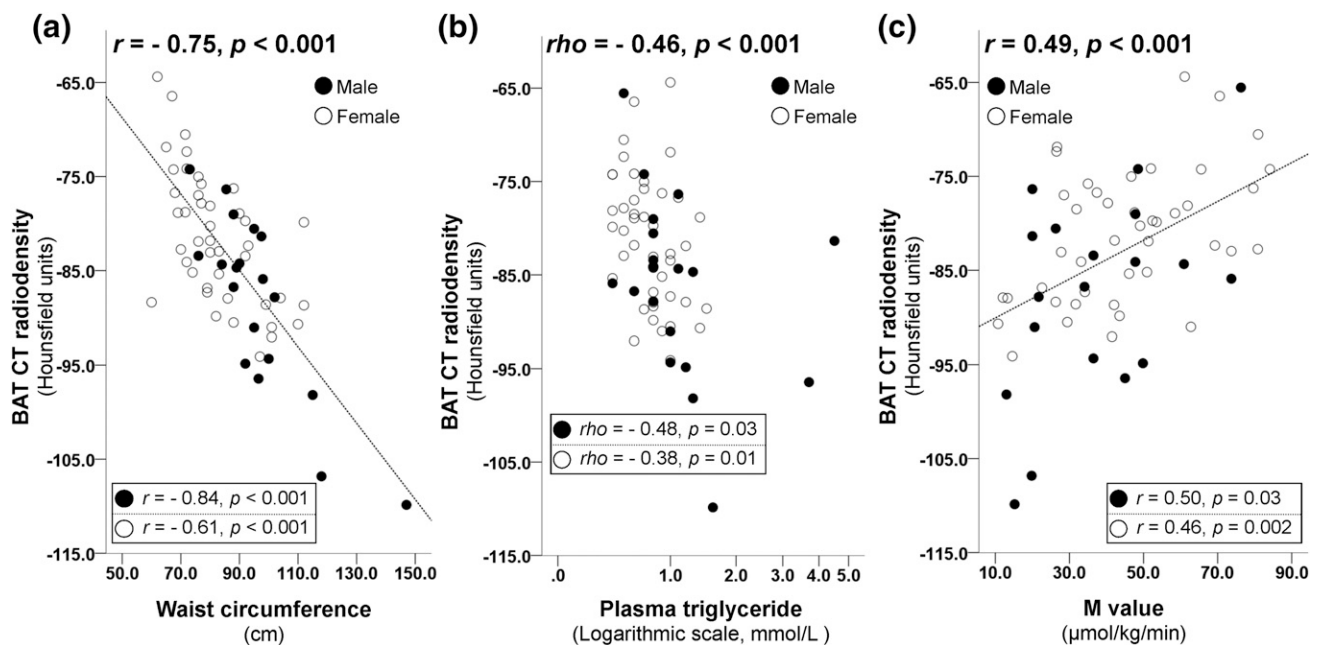 (a)
r = - 0.75, p < 0.001
Male
Female
-65.0
-75.0
-85.0
-95.0
-105.0
-115.0
BAT CT radiodensity
(Hounsfield units)
r = - 0.84, p < 0.001
r = - 0.61, p < 0.001
50.0 70.0 90.0 110.0 130.0 150.0
Waist circumference
(cm)
(b)
rho = - 0.46, p < 0.001
Male
Female
-65.0
-75.0
-85.0
-95.0
-105.0
-115.0
BAT CT radiodensity
(Hounsfield units)
rho = - 0.48, p = 0.03
rho = - 0.38, p = 0.01
.0 1.0 2.0 3.0 4.0 5.0
Plasma triglyceride
(Logarithmic scale, mmol/L )
(c)
r = 0.49, p < 0.001
Male
Female
-65.0
-75.0
-85.0
-95.0
-105.0
-115.0
BAT CT radiodensity
(Hounsfield units)
r = 0.50, p = 0.03
r = 0.46, p = 0.002
10.0 30.0 50.0 70.0 90.0
M value
(μmol/kg/min)